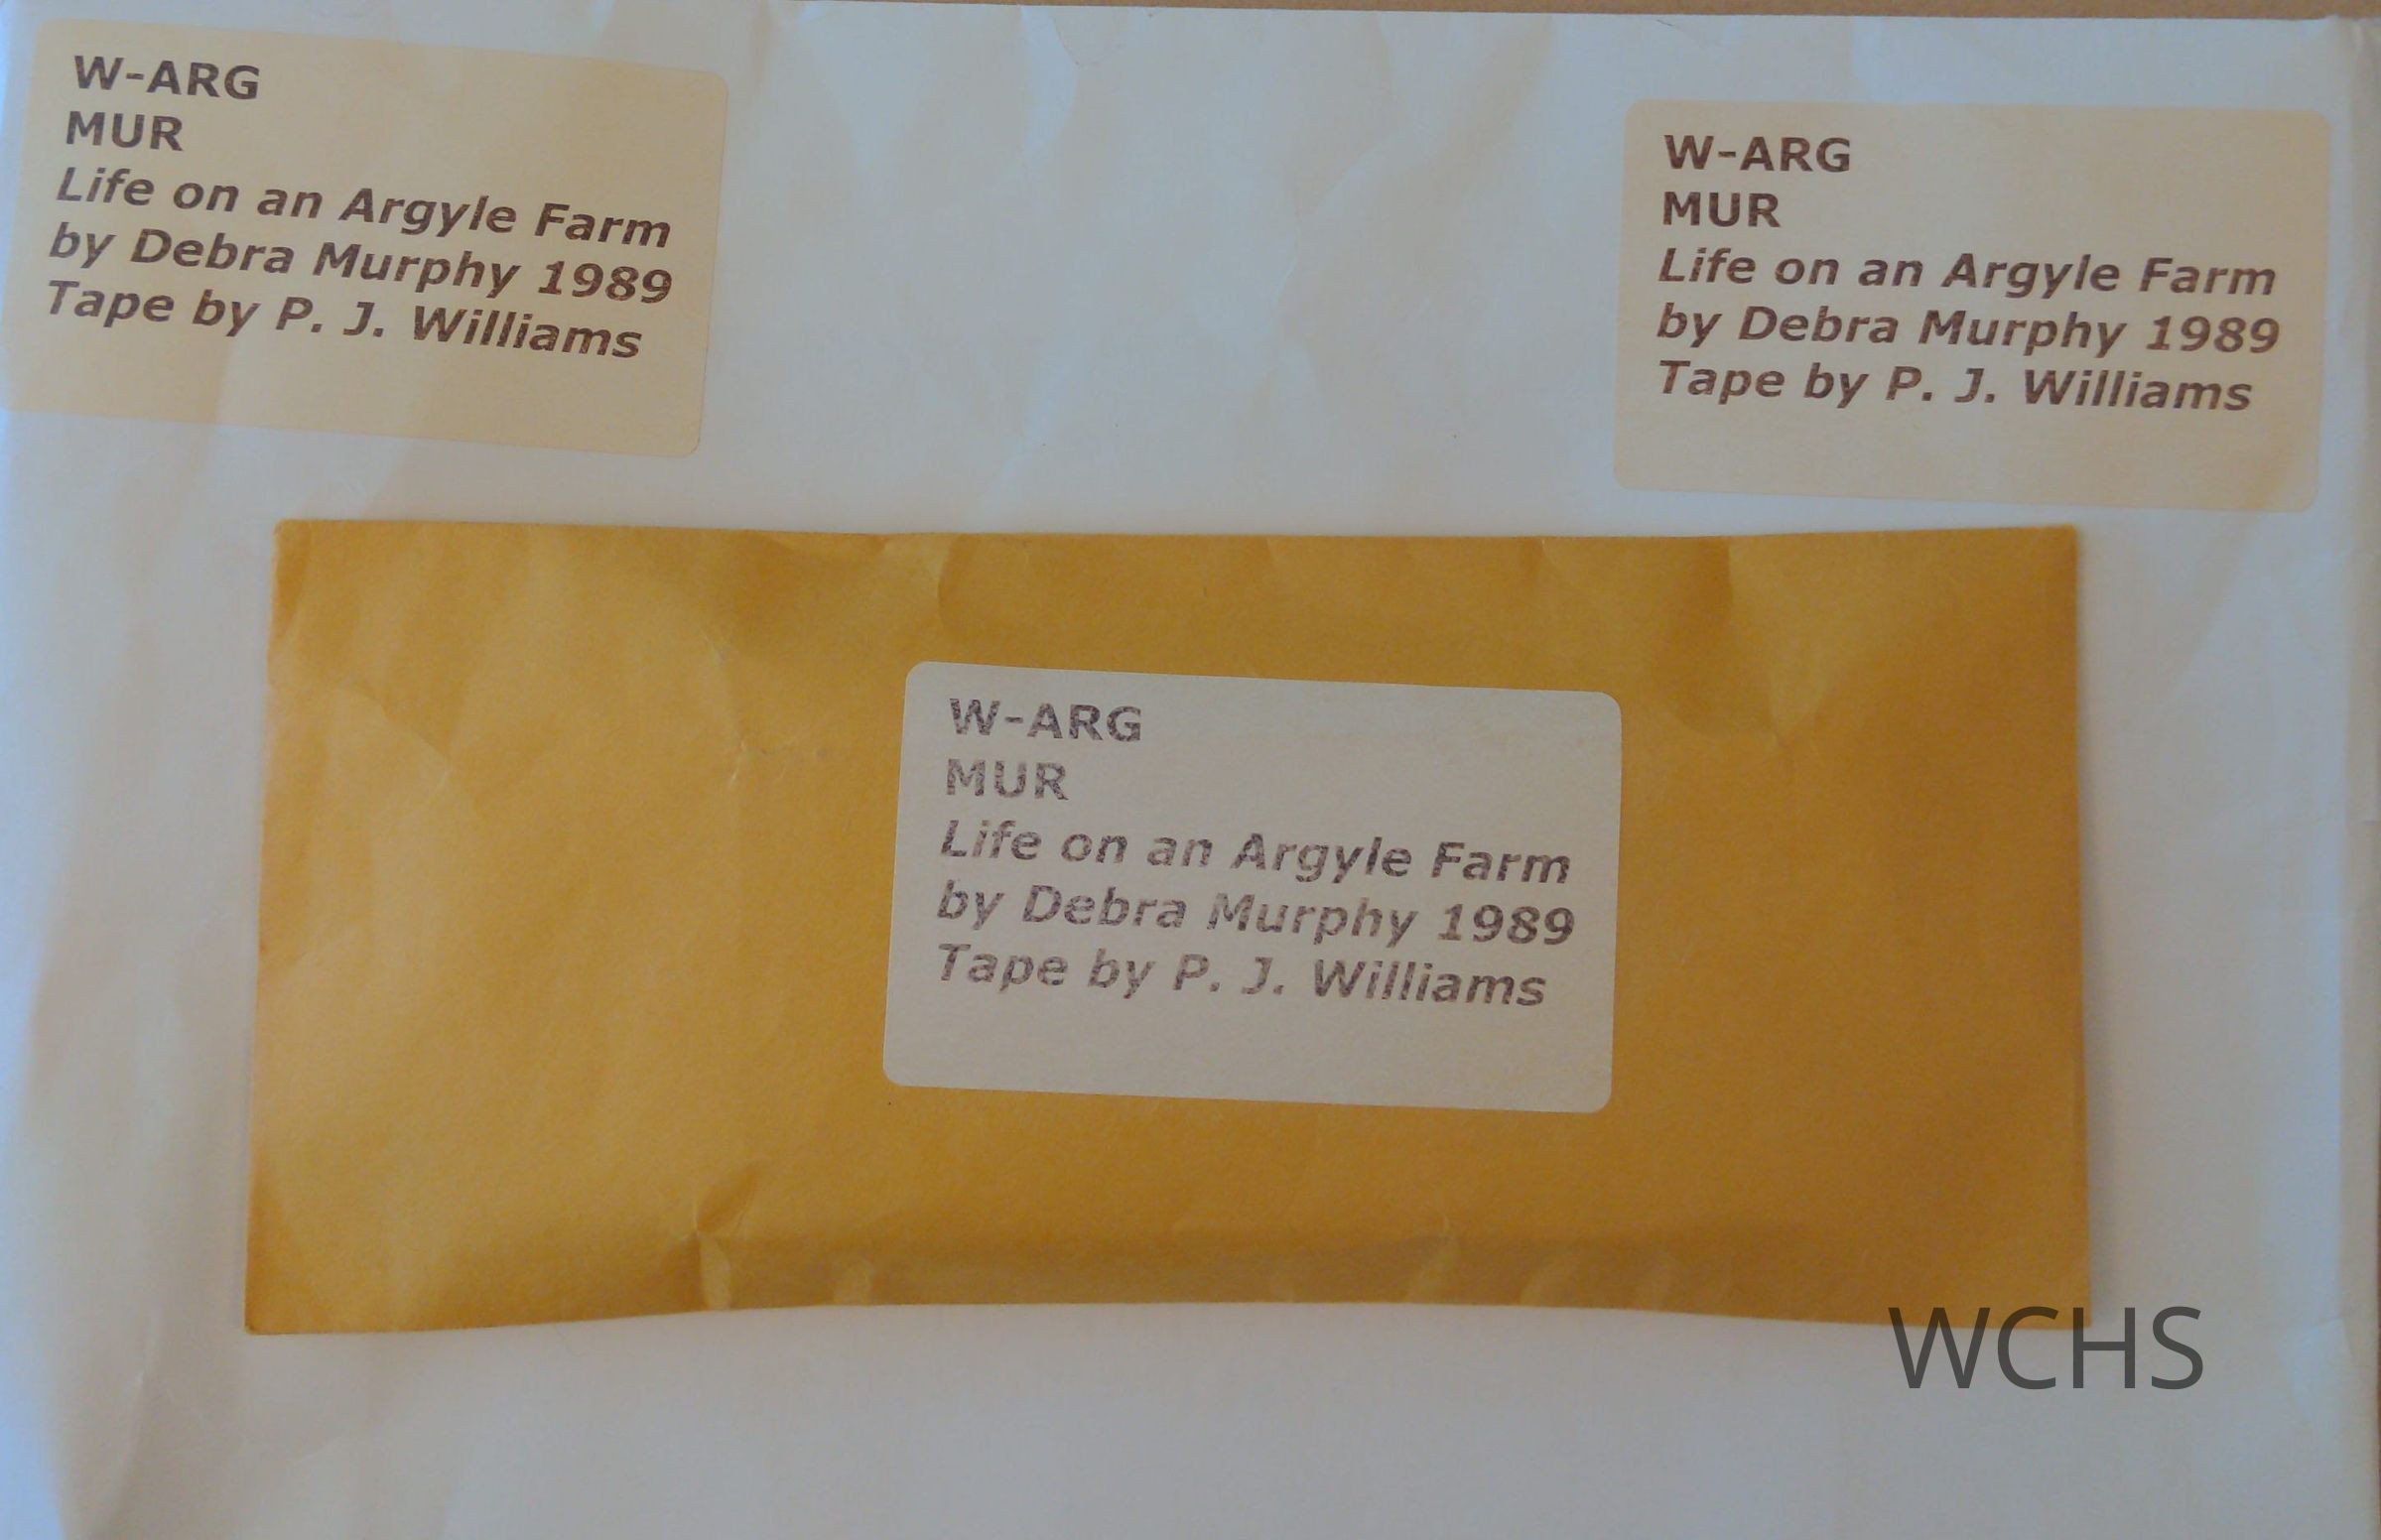 W-ARG
MUR
Life on an Argyle Farm
by Debra Murphy 1989
Tape by P. J. Williams
W-ARG
MUR
Life on an Argyle Farm
by Debra Murphy 1989
Tape by P. J. Williams
W-ARG
MUR
Life on an Argyle Farm
by Debra Murphy 1989
Tape by P. J. Williams
WCHS